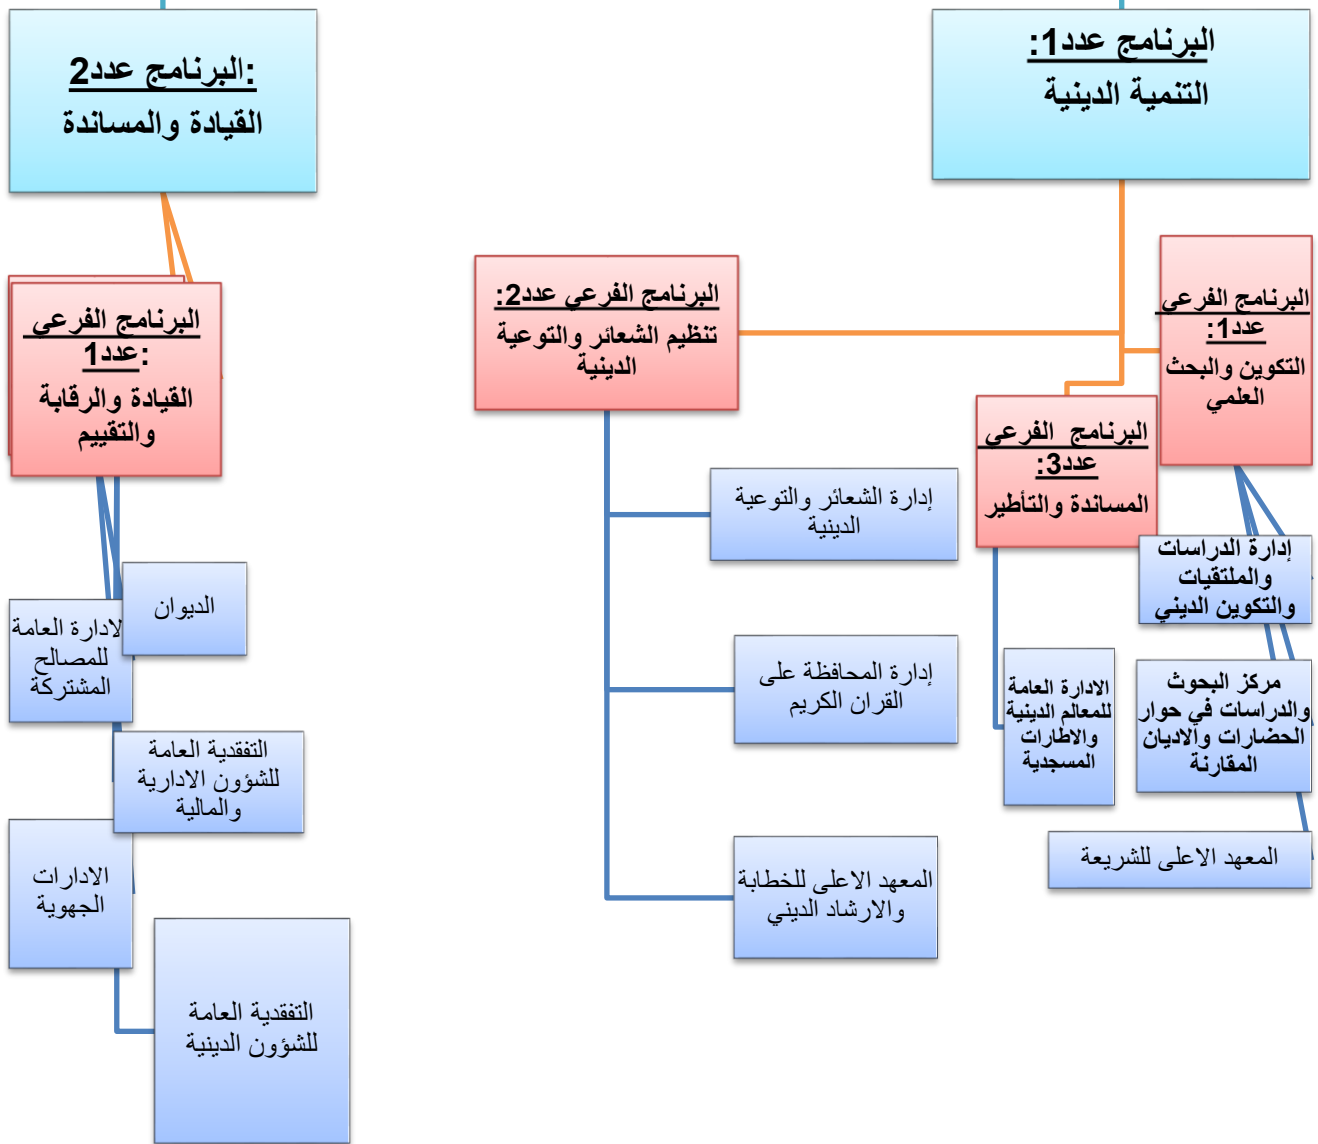 البرنامج عدد1:
التنمية الدينية
البرنامج الفرعي
عدد1:
التكوين والبحث
العلمي
إدارة الدراسات
والملتقيات
والتكوين الديني
مركز البحوث
والدراسات في حوار
الحضارات والاديان
المقارنة
المعهد الاعلى للشريعة
البرنامج الفرعي عدد2:
تنظيم الشعائر والتوعية
الدينية
إدارة الشعائر والتوعية
الدينية
إدارة المحافظة على
القران الكريم
المعهد الاعلى للخطابة
والارشاد الديني
البرنامج الفرعي
عدد3:
المساندة والتأطير
الادارة العامة
للمعالم الدينية
والاطارات
المسجدية
:البرنامج عدد2
القيادة والمساندة
البرنامج الفرعي
:عدد1
القيادة والرقابة
والتقييم
الديوان
لادارة العامة
للمصالح
المشتركة
التفقدية العامة
للشؤون الادارية
والمالية
الادارات
الجهوية
التفقدية العامة
للشؤون الدينية